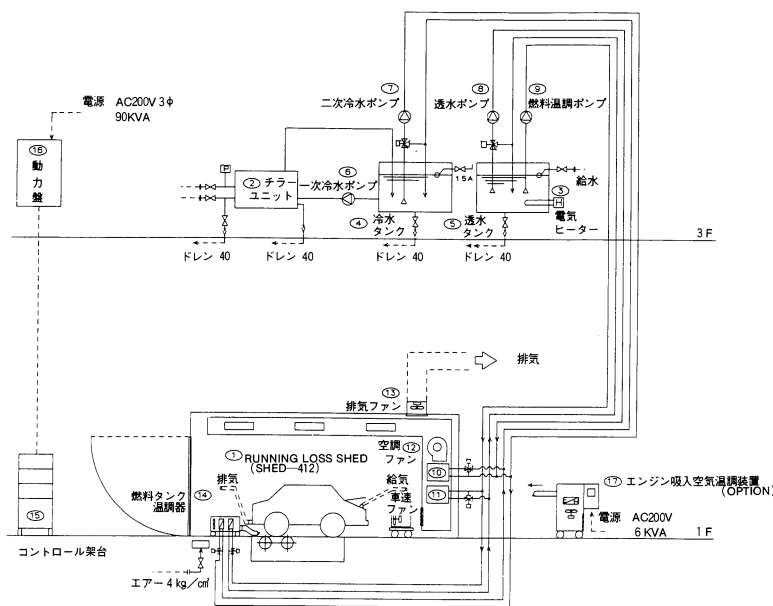 ⑦
二次冷水ポンプ
⑧
透水ポンプ
⑨
燃料温調ポンプ
電源 AC200V 3φ
90KVA
⑯
動力盤
P
② チラー
ユニット
⑥
一次冷水ポンプ
15A
給水
③
H
電気
ヒーター
④ 冷水
タンク
⑤ 透水
タンク
3F
ドレン 40
ドレン 40
ドレン 40
ドレン 40
排気
⑬
排気ファン
① RUNNING LOSS SHED
(SHED―412)
空調 ⑫
ファン
⑩
⑪
排気
給気
車速
ファン
燃料タンク
温調器
⑭
⑮
コントロール架台
エアー 4㎏/㎠
⑰ エンジン吸入空気温調装置
(OPTION)
電源 AC200V
6KVA
1F